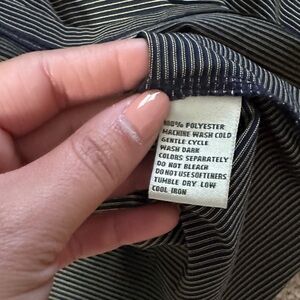 100% POLYESTER
MACHINE WASH COLD
GENTLE CYCLE
WASH DARK
COLORS SEPARATELY
DO NOT BLEACH
DO NOT USE SOFTENERS
TUMBLE DRY LOW
COOL IRON